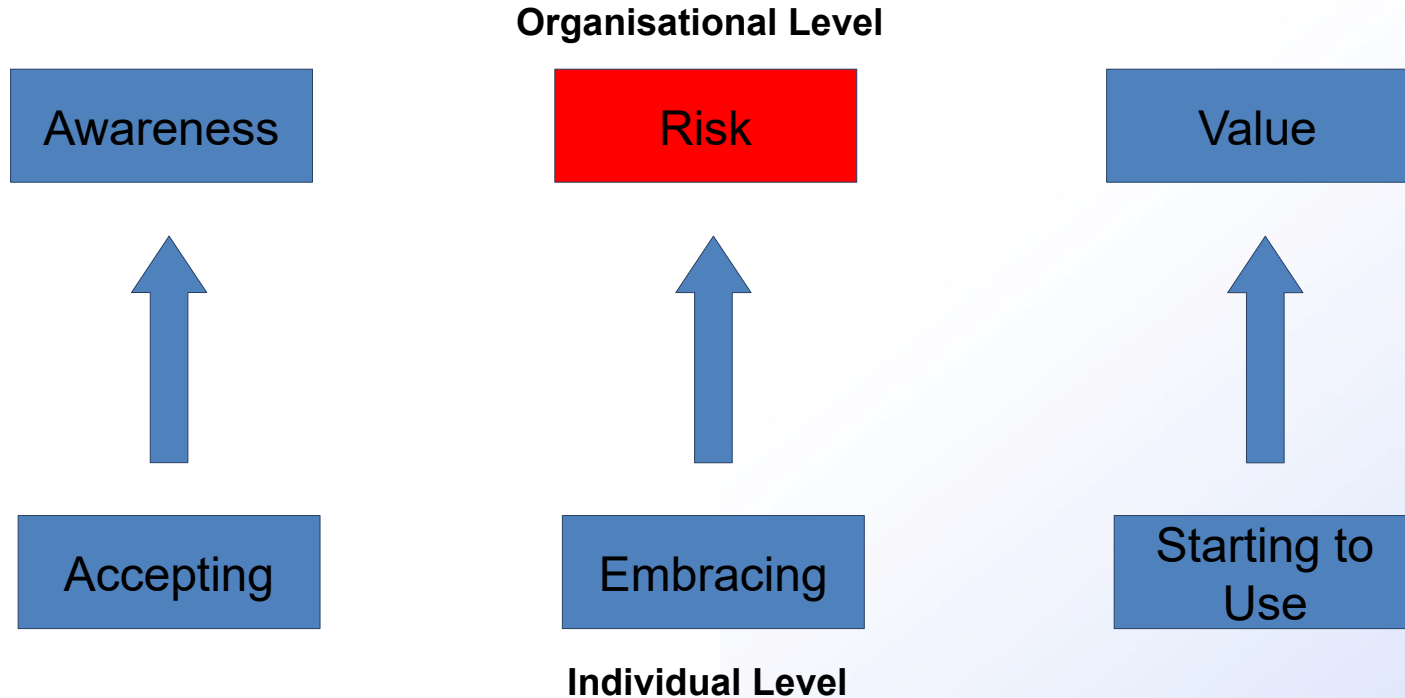 Organisational Level
Awareness
Risk
Value
Accepting
Embracing
Starting to
Use
Individual Level